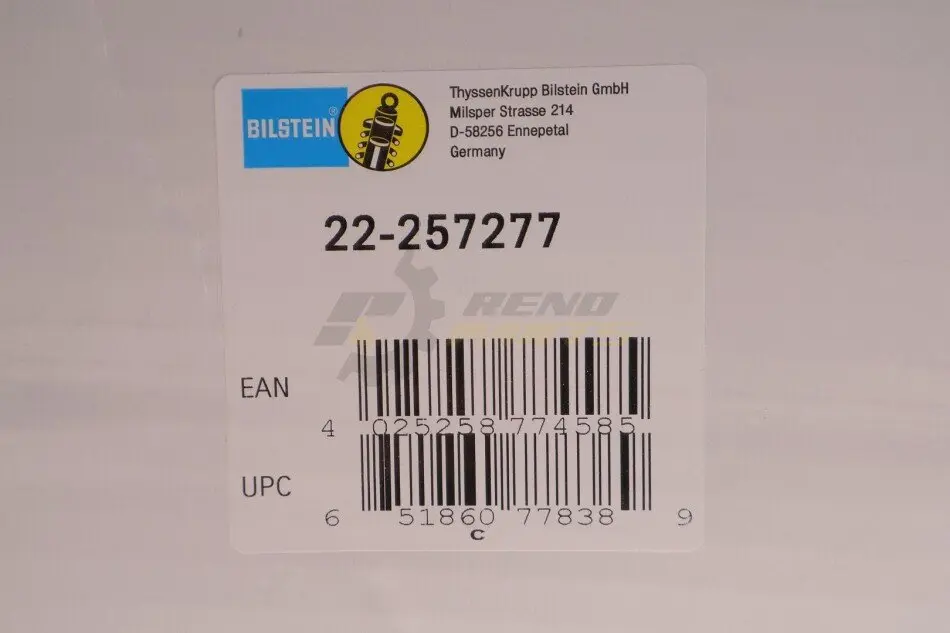 BILSTEIN®
ThyssenKrupp Bilstein GmbH
Milsper Strasse 214
D-58256 Ennepetal
Germany
22-257277
RENO
PARTS
EAN
4 025258 774585
UPC
6 51860 77838 9
C